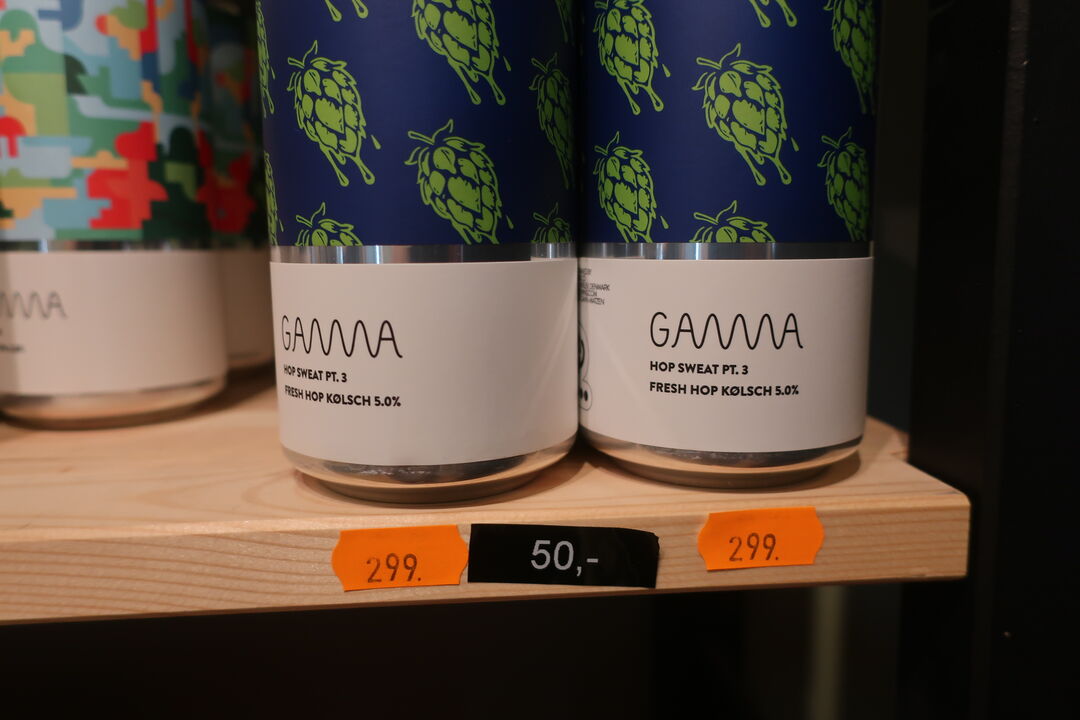 GAMMA
HOP SWEAT PT. 3
FRESH HOP KØLSCH 5.0%
DENMARK
GAMMA
HOP SWEAT PT. 3
FRESH HOP KØLSCH 5.0%
299.
50,-
299.